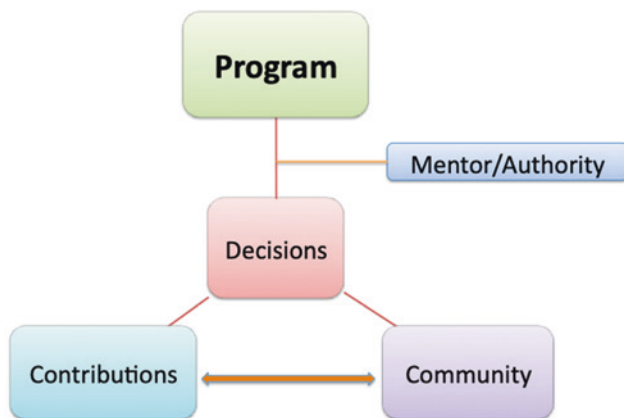 Program
Mentor/Authority
Decisions
Contributions
Community